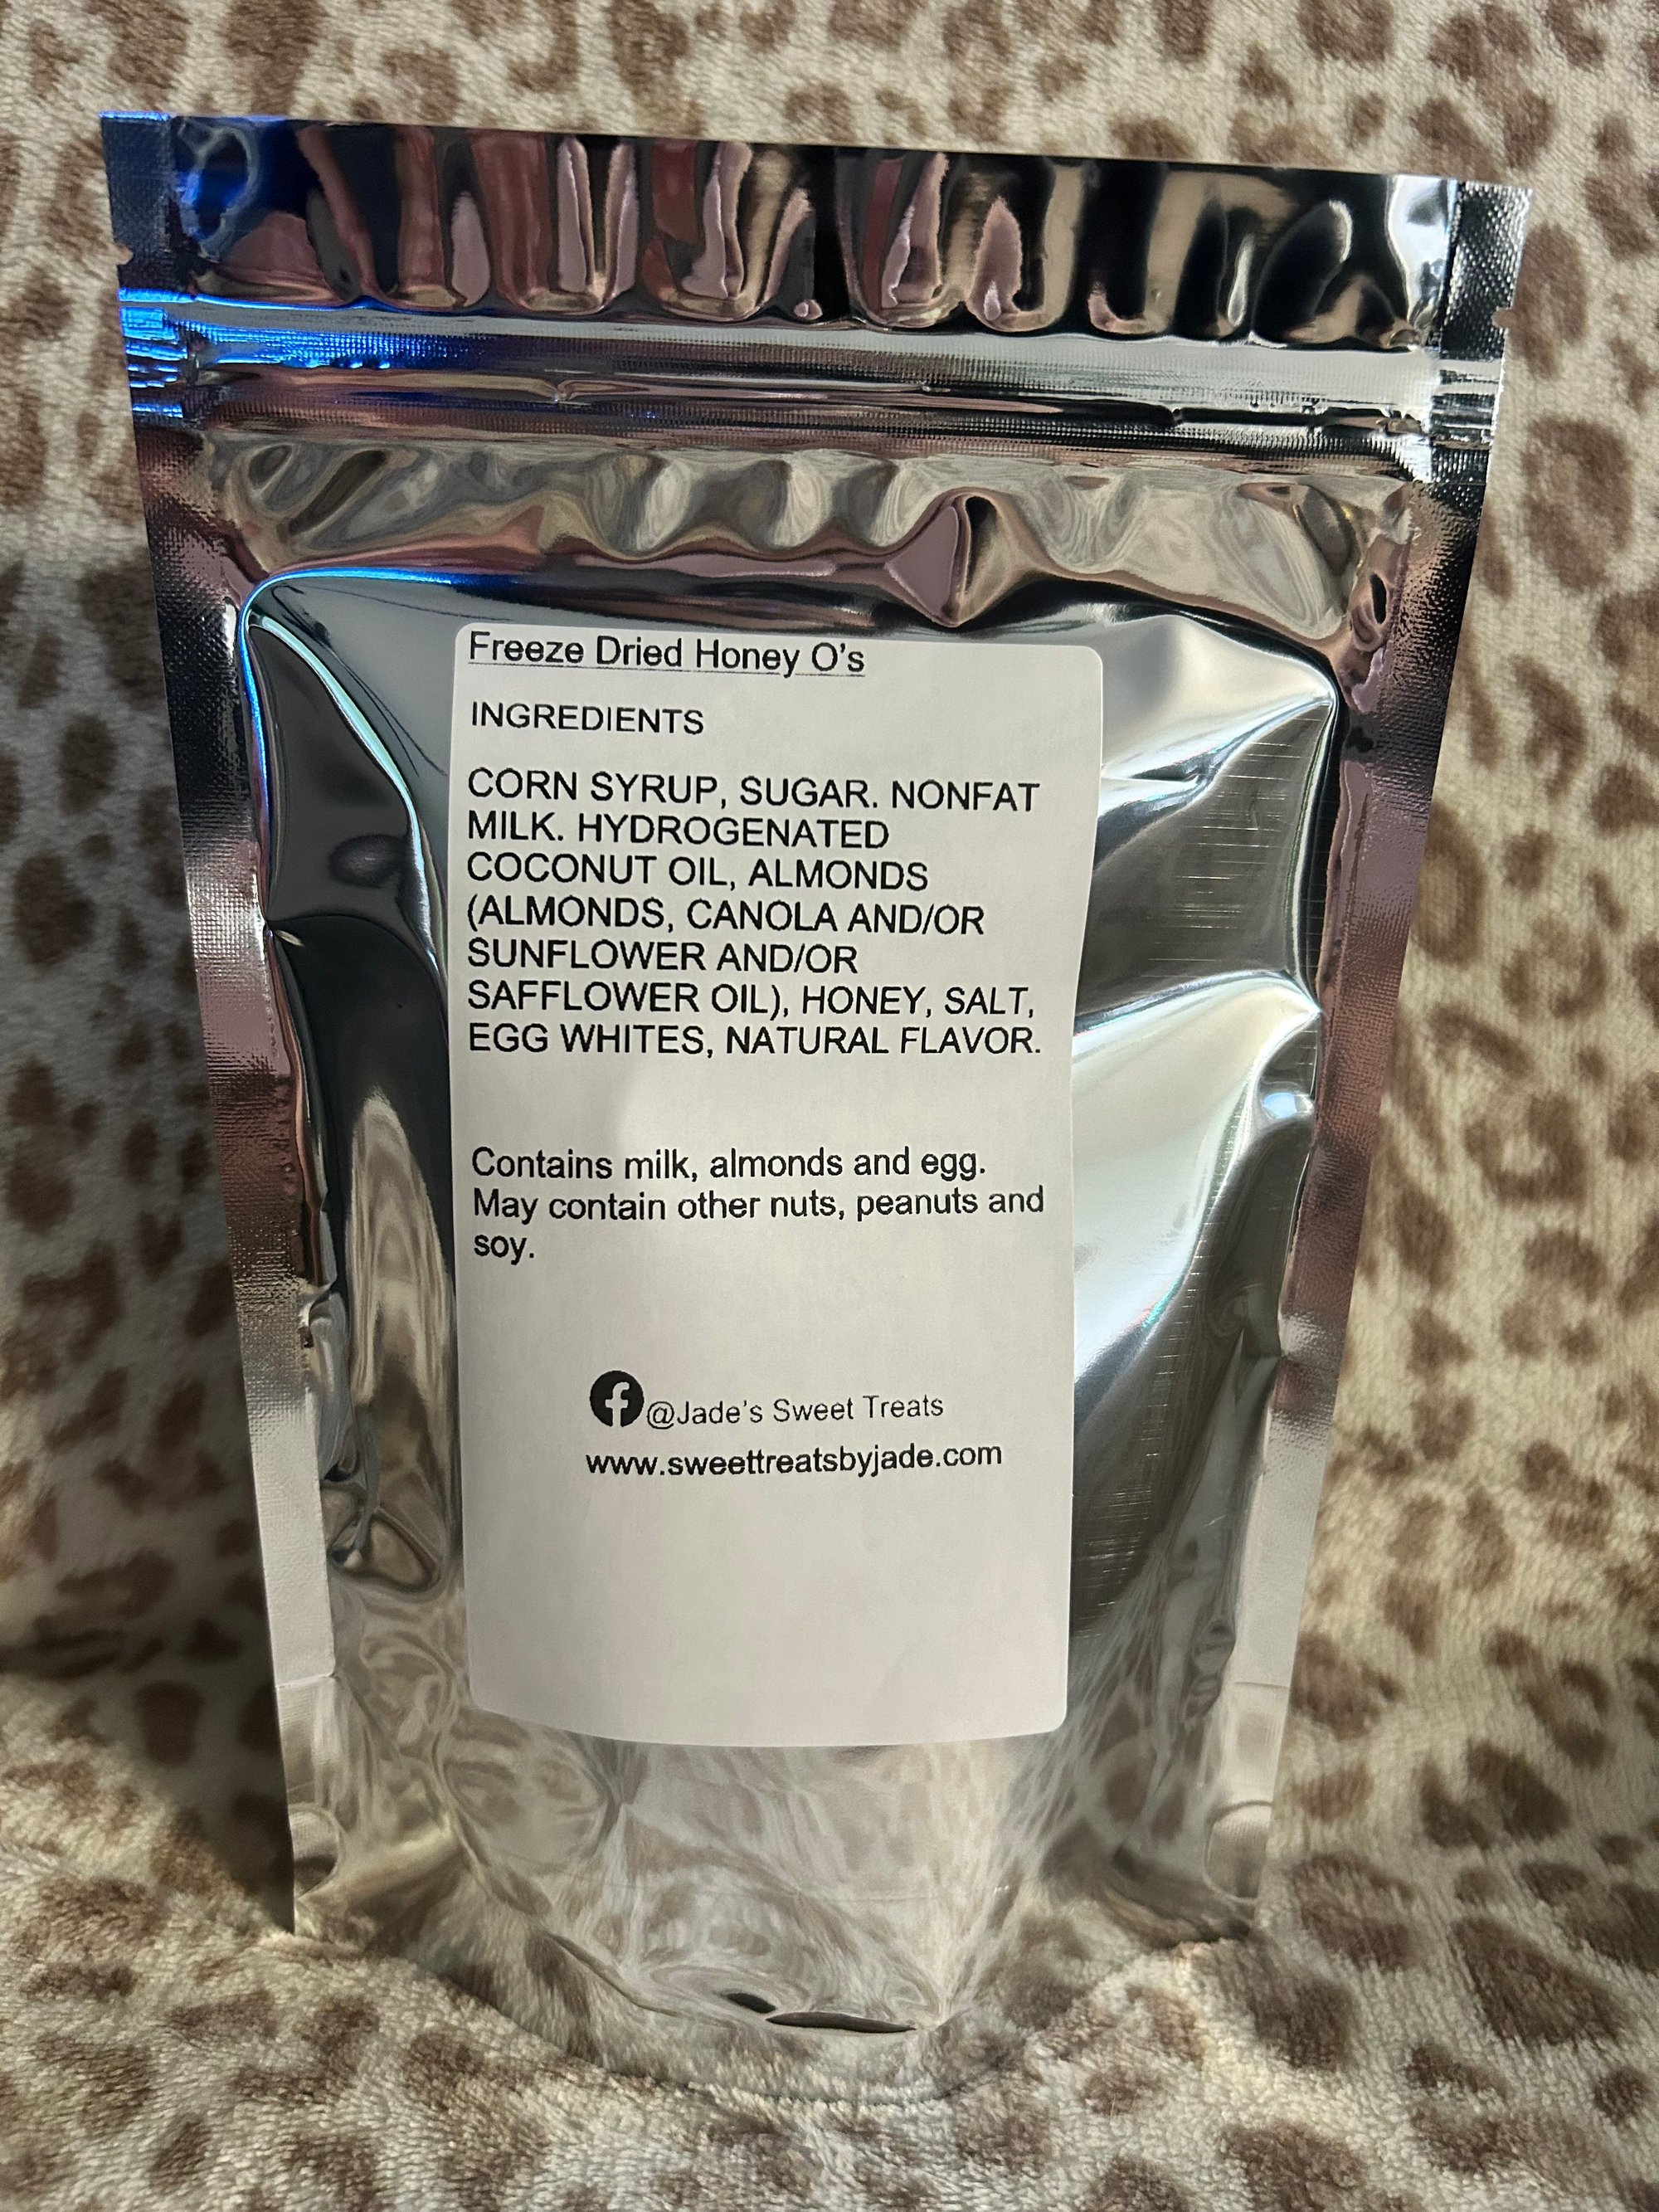 Freeze Dried Honey O's
INGREDIENTS
CORN SYRUP, SUGAR. NONFAT
MILK. HYDROGENATED
COCONUT OIL, ALMONDS
(ALMONDS, CANOLA AND/OR
SUNFLOWER AND/OR
SAFFLOWER OIL), HONEY, SALT,
EGG WHITES, NATURAL FLAVOR.
Contains milk, almonds and egg.
May contain other nuts, peanuts and
soy.
@Jade's Sweet Treats
www.sweettreatsbyjade.com